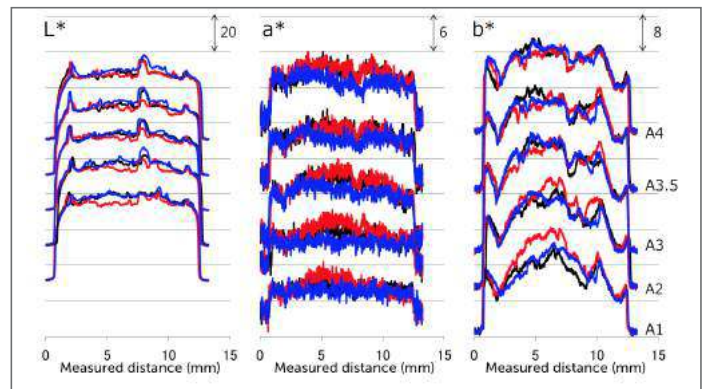 L*
20
a*
6
b*
8
A4
A3.5
A3
A2
A1
0 5 10 15
0 5 10 15
0 5 10 15
Measured distance (mm)
Measured distance (mm)
Measured distance (mm)